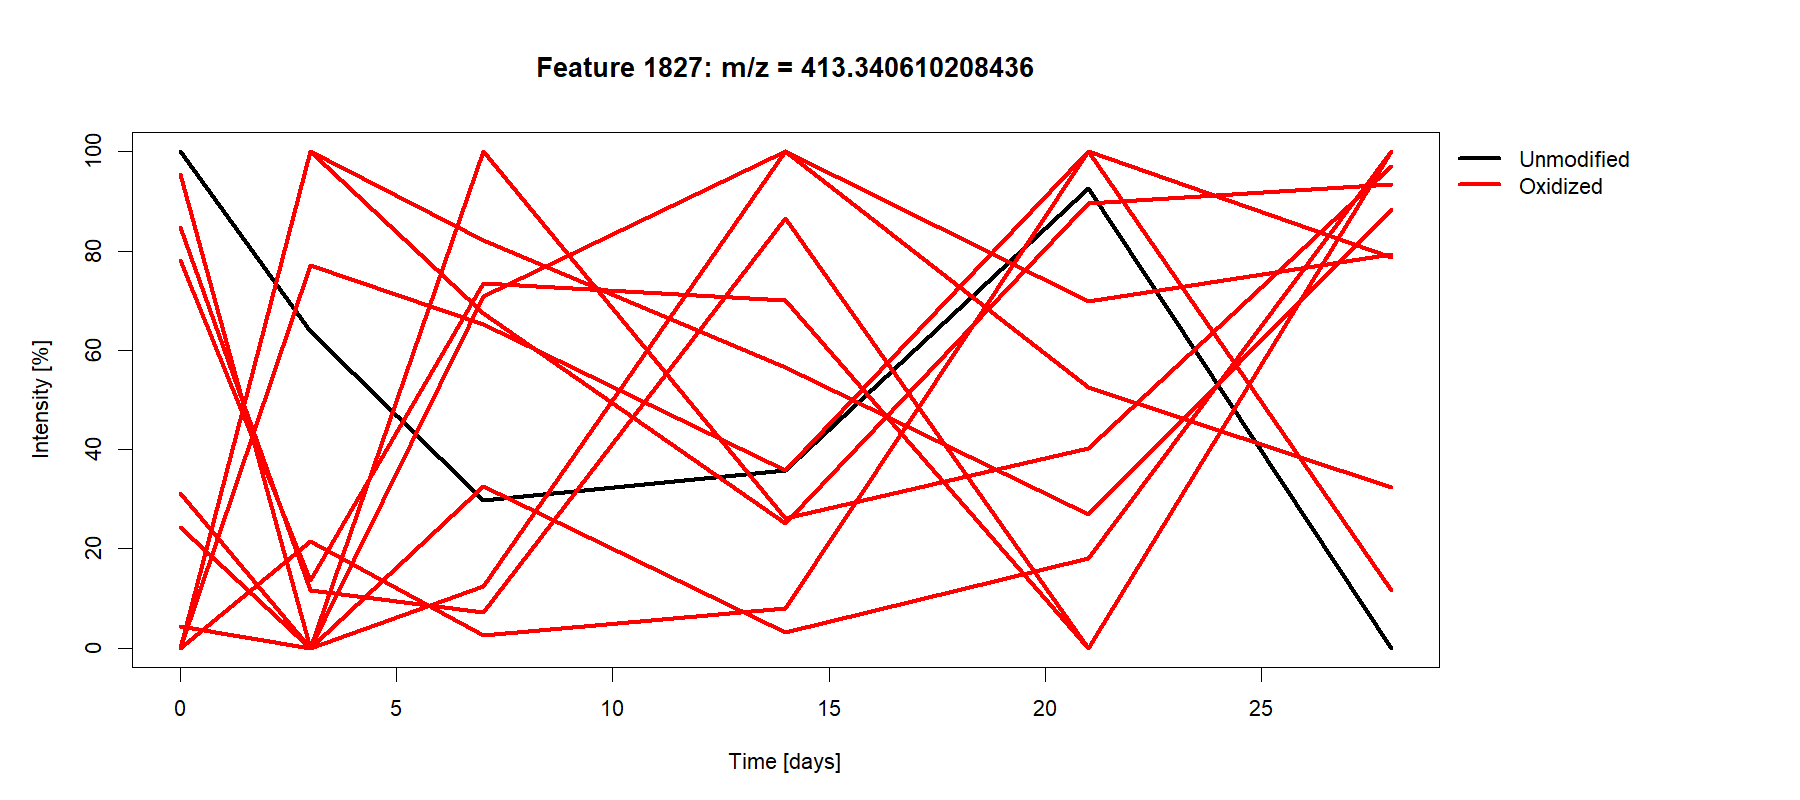 Feature 1827: m/z = 413.340610208436
Unmodified
Oxidized
Intensity [%]
100
80
60
40
20
0
0 5 10 15 20 25
Time [days]